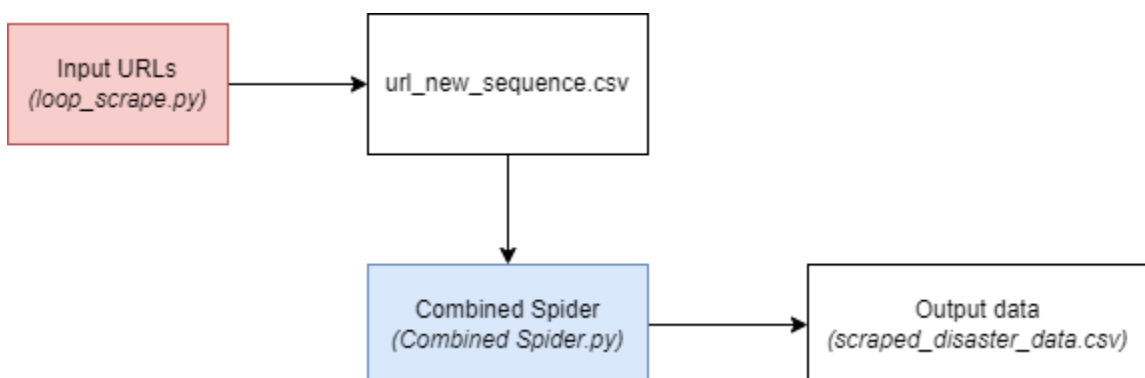 Input URLs
(loop_scrape.py)
url_new_sequence.csv
Combined Spider
(Combined Spider.py)
Output data
(scraped_disaster_data.csv)